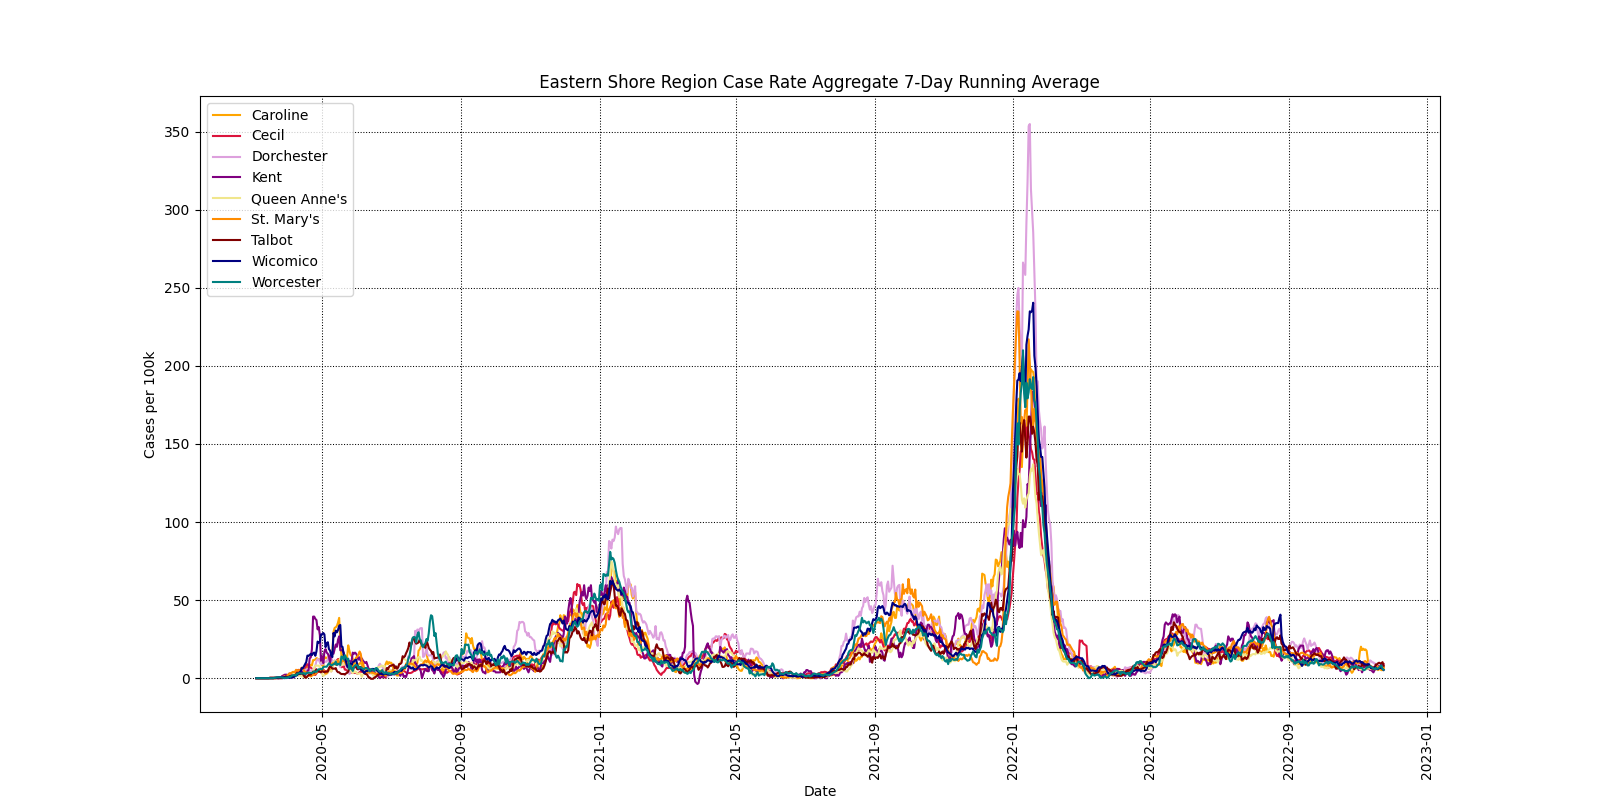 Eastern Shore Region Case Rate Aggregate 7-Day Running Average
Caroline
Cecil
Dorchester
Kent
Queen Anne's
St. Mary's
Talbot
Wicomico
Worcester
Cases per 100k
350
300
250
200
150
100
50
0
2020-05
2020-09
2021-01
2021-05
2021-09
2022-01
2022-05
2022-09
2023-01
Date